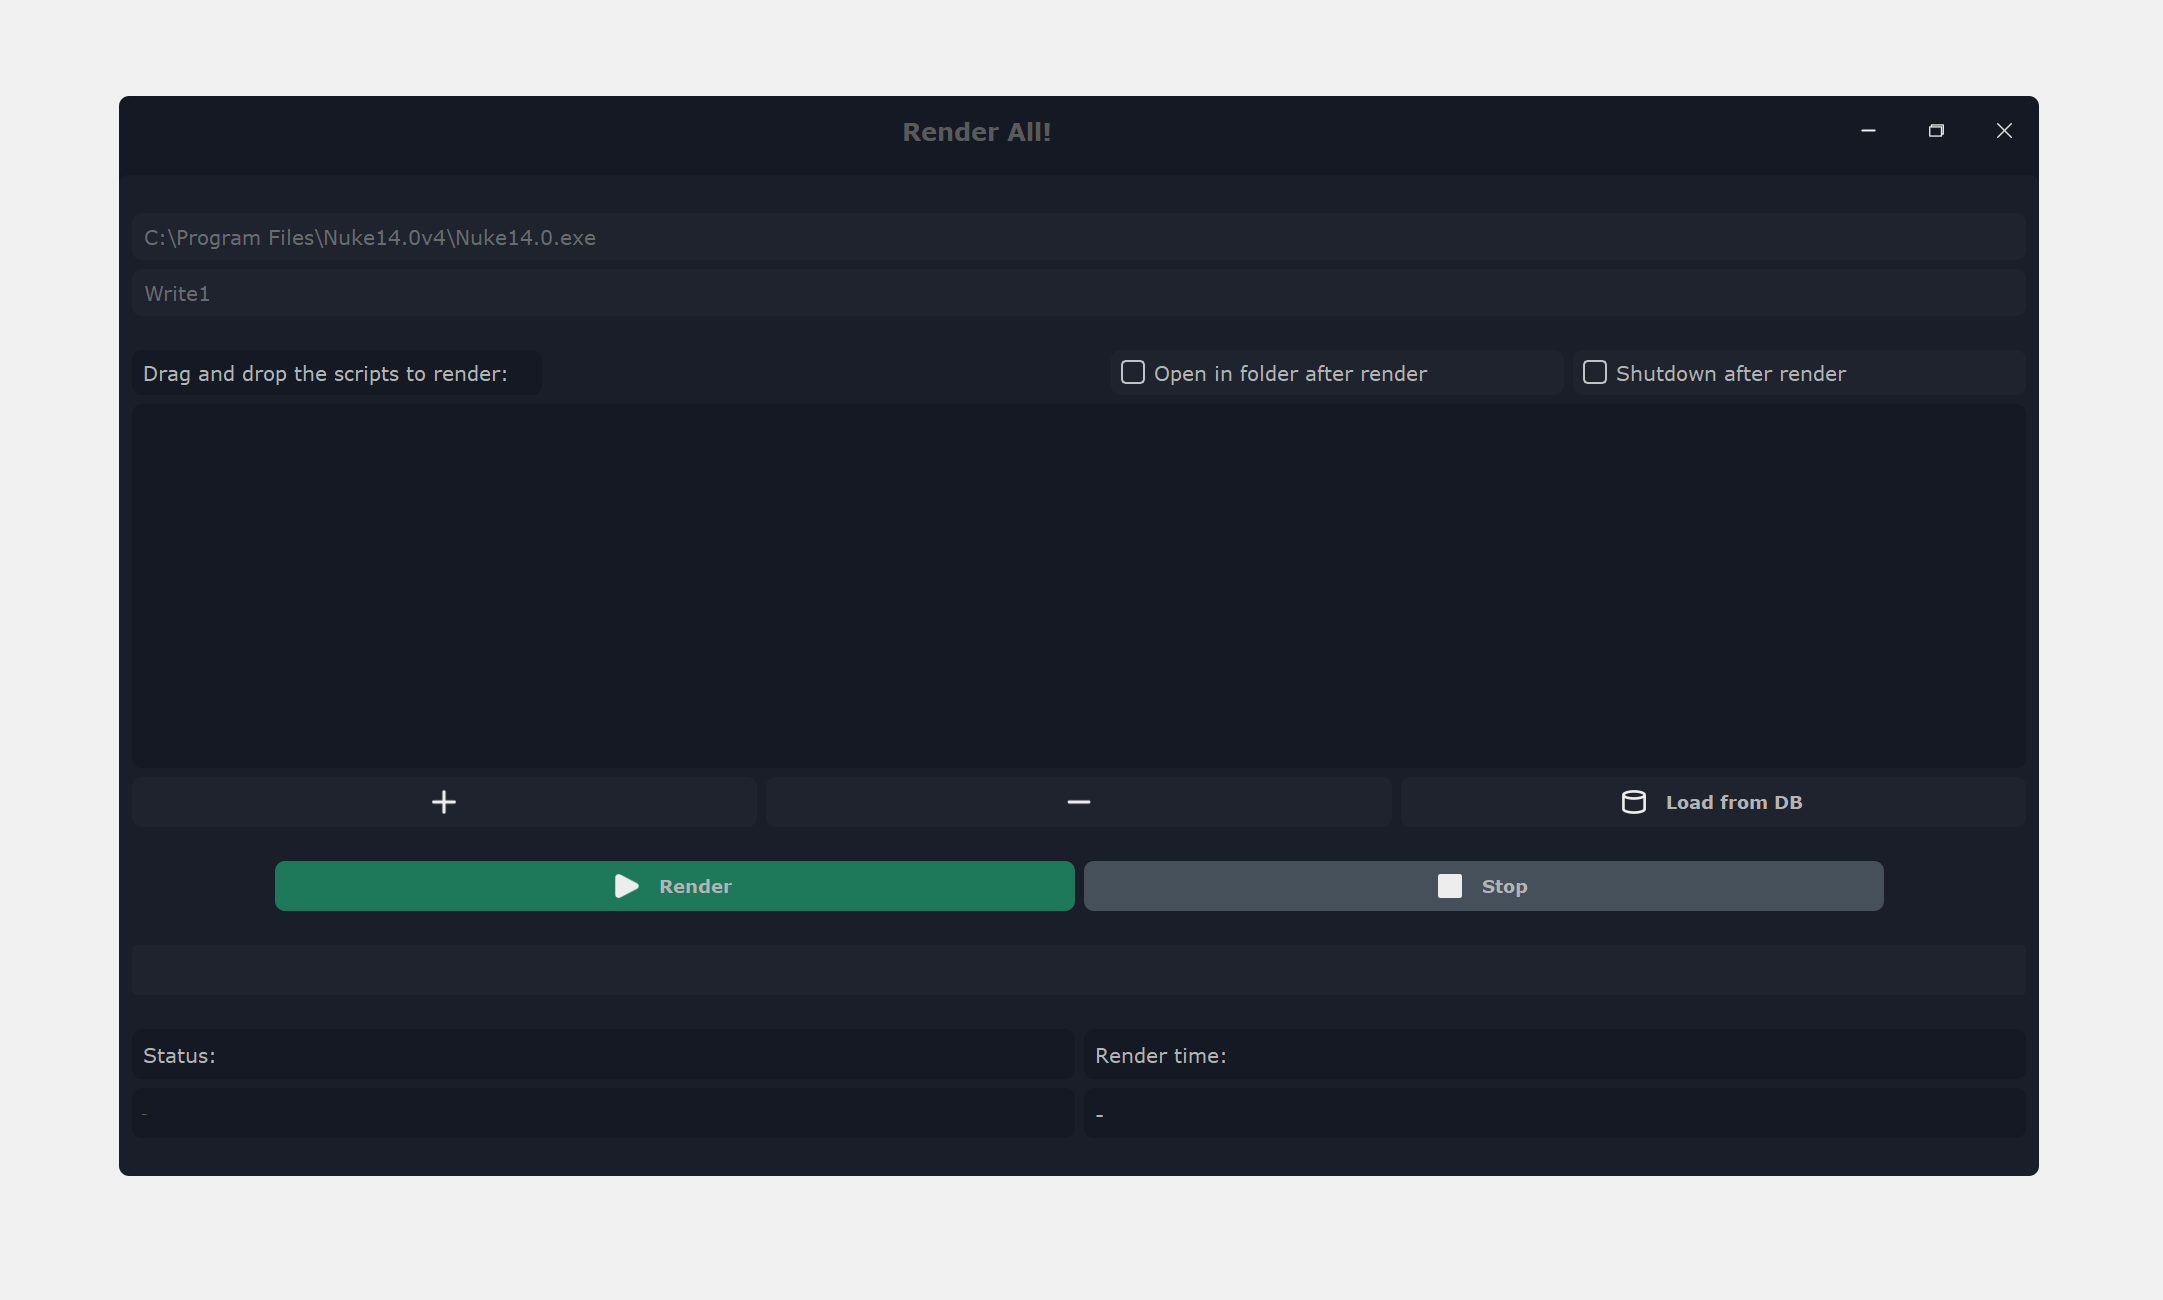 Render All!
C:\Program Files\Nuke14.0v4\Nuke14.0.exe
Write1
Drag and drop the scripts to render:
Open in folder after render
Shutdown after render
Load from DB
Render
Stop
Status:
Render time:
-
-